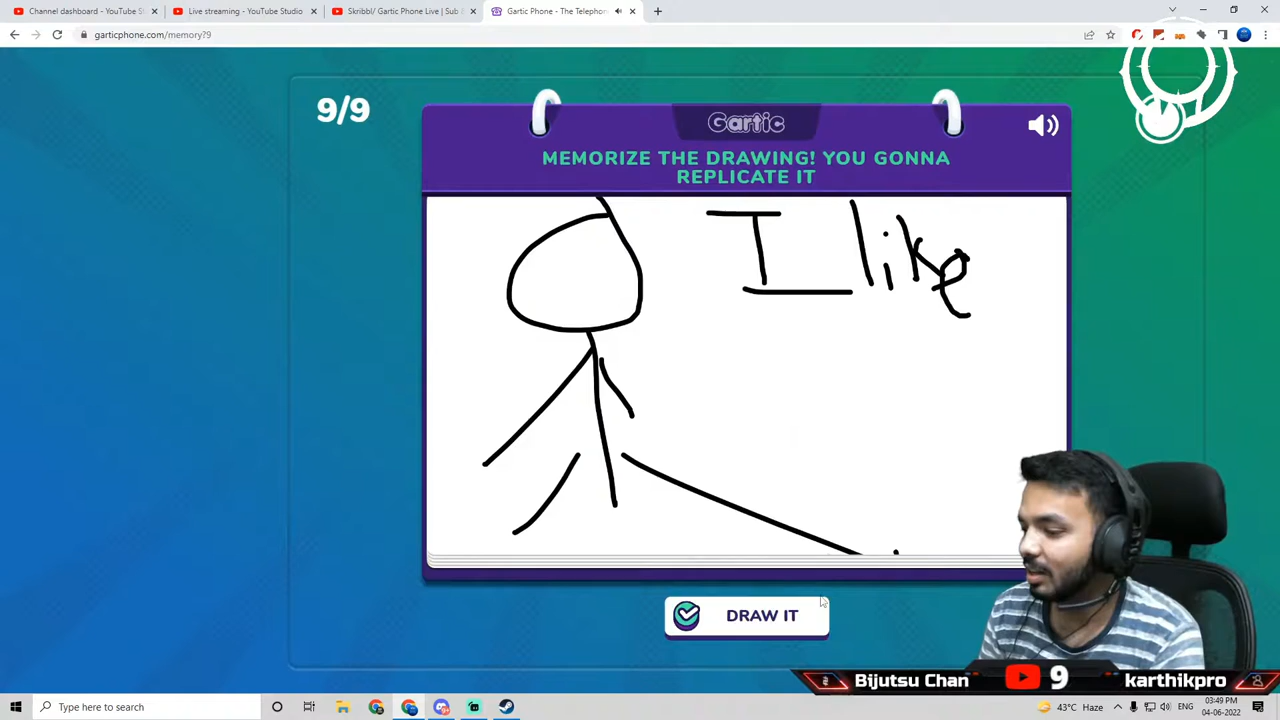 Channel dashboard - YouTube S
Live streaming - YouTube Studio
Skribbl/ Gartic Phone Live | Sub
Gartic Phone - The Telephon
garticphone.com/memory?9
9/9
Gartic
MEMORIZE THE DRAWING! YOU GONNA
REPLICATE IT
I like
DRAW IT
Bijutsu Chan
9
karthikpro
Type here to search
43°C Haze
03:49 PM
04-06-2022